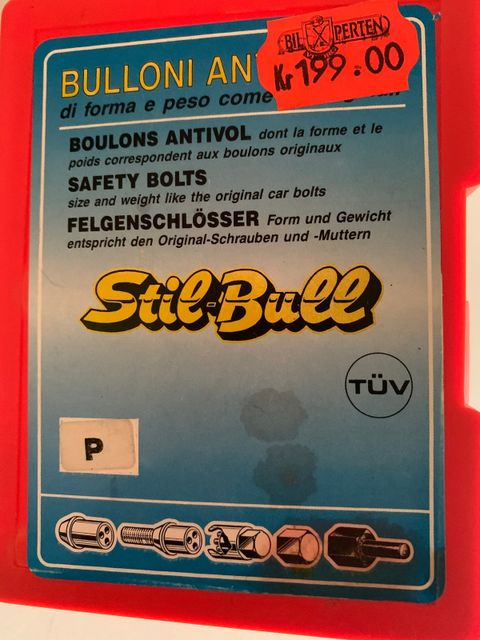 BIL PERTEN
Kr 199.00
BULLONI
di forma e peso come
BOULONS ANTIVOL dont la forme et le
poids correspondent aux boulons originaux
SAFETY BOLTS
size and weight like the original car bolts
FELGENSCHLÖSSER Form und Gewicht
entspricht den Original-Schrauben und -Muttern
Stil-Bull
TÜV
P